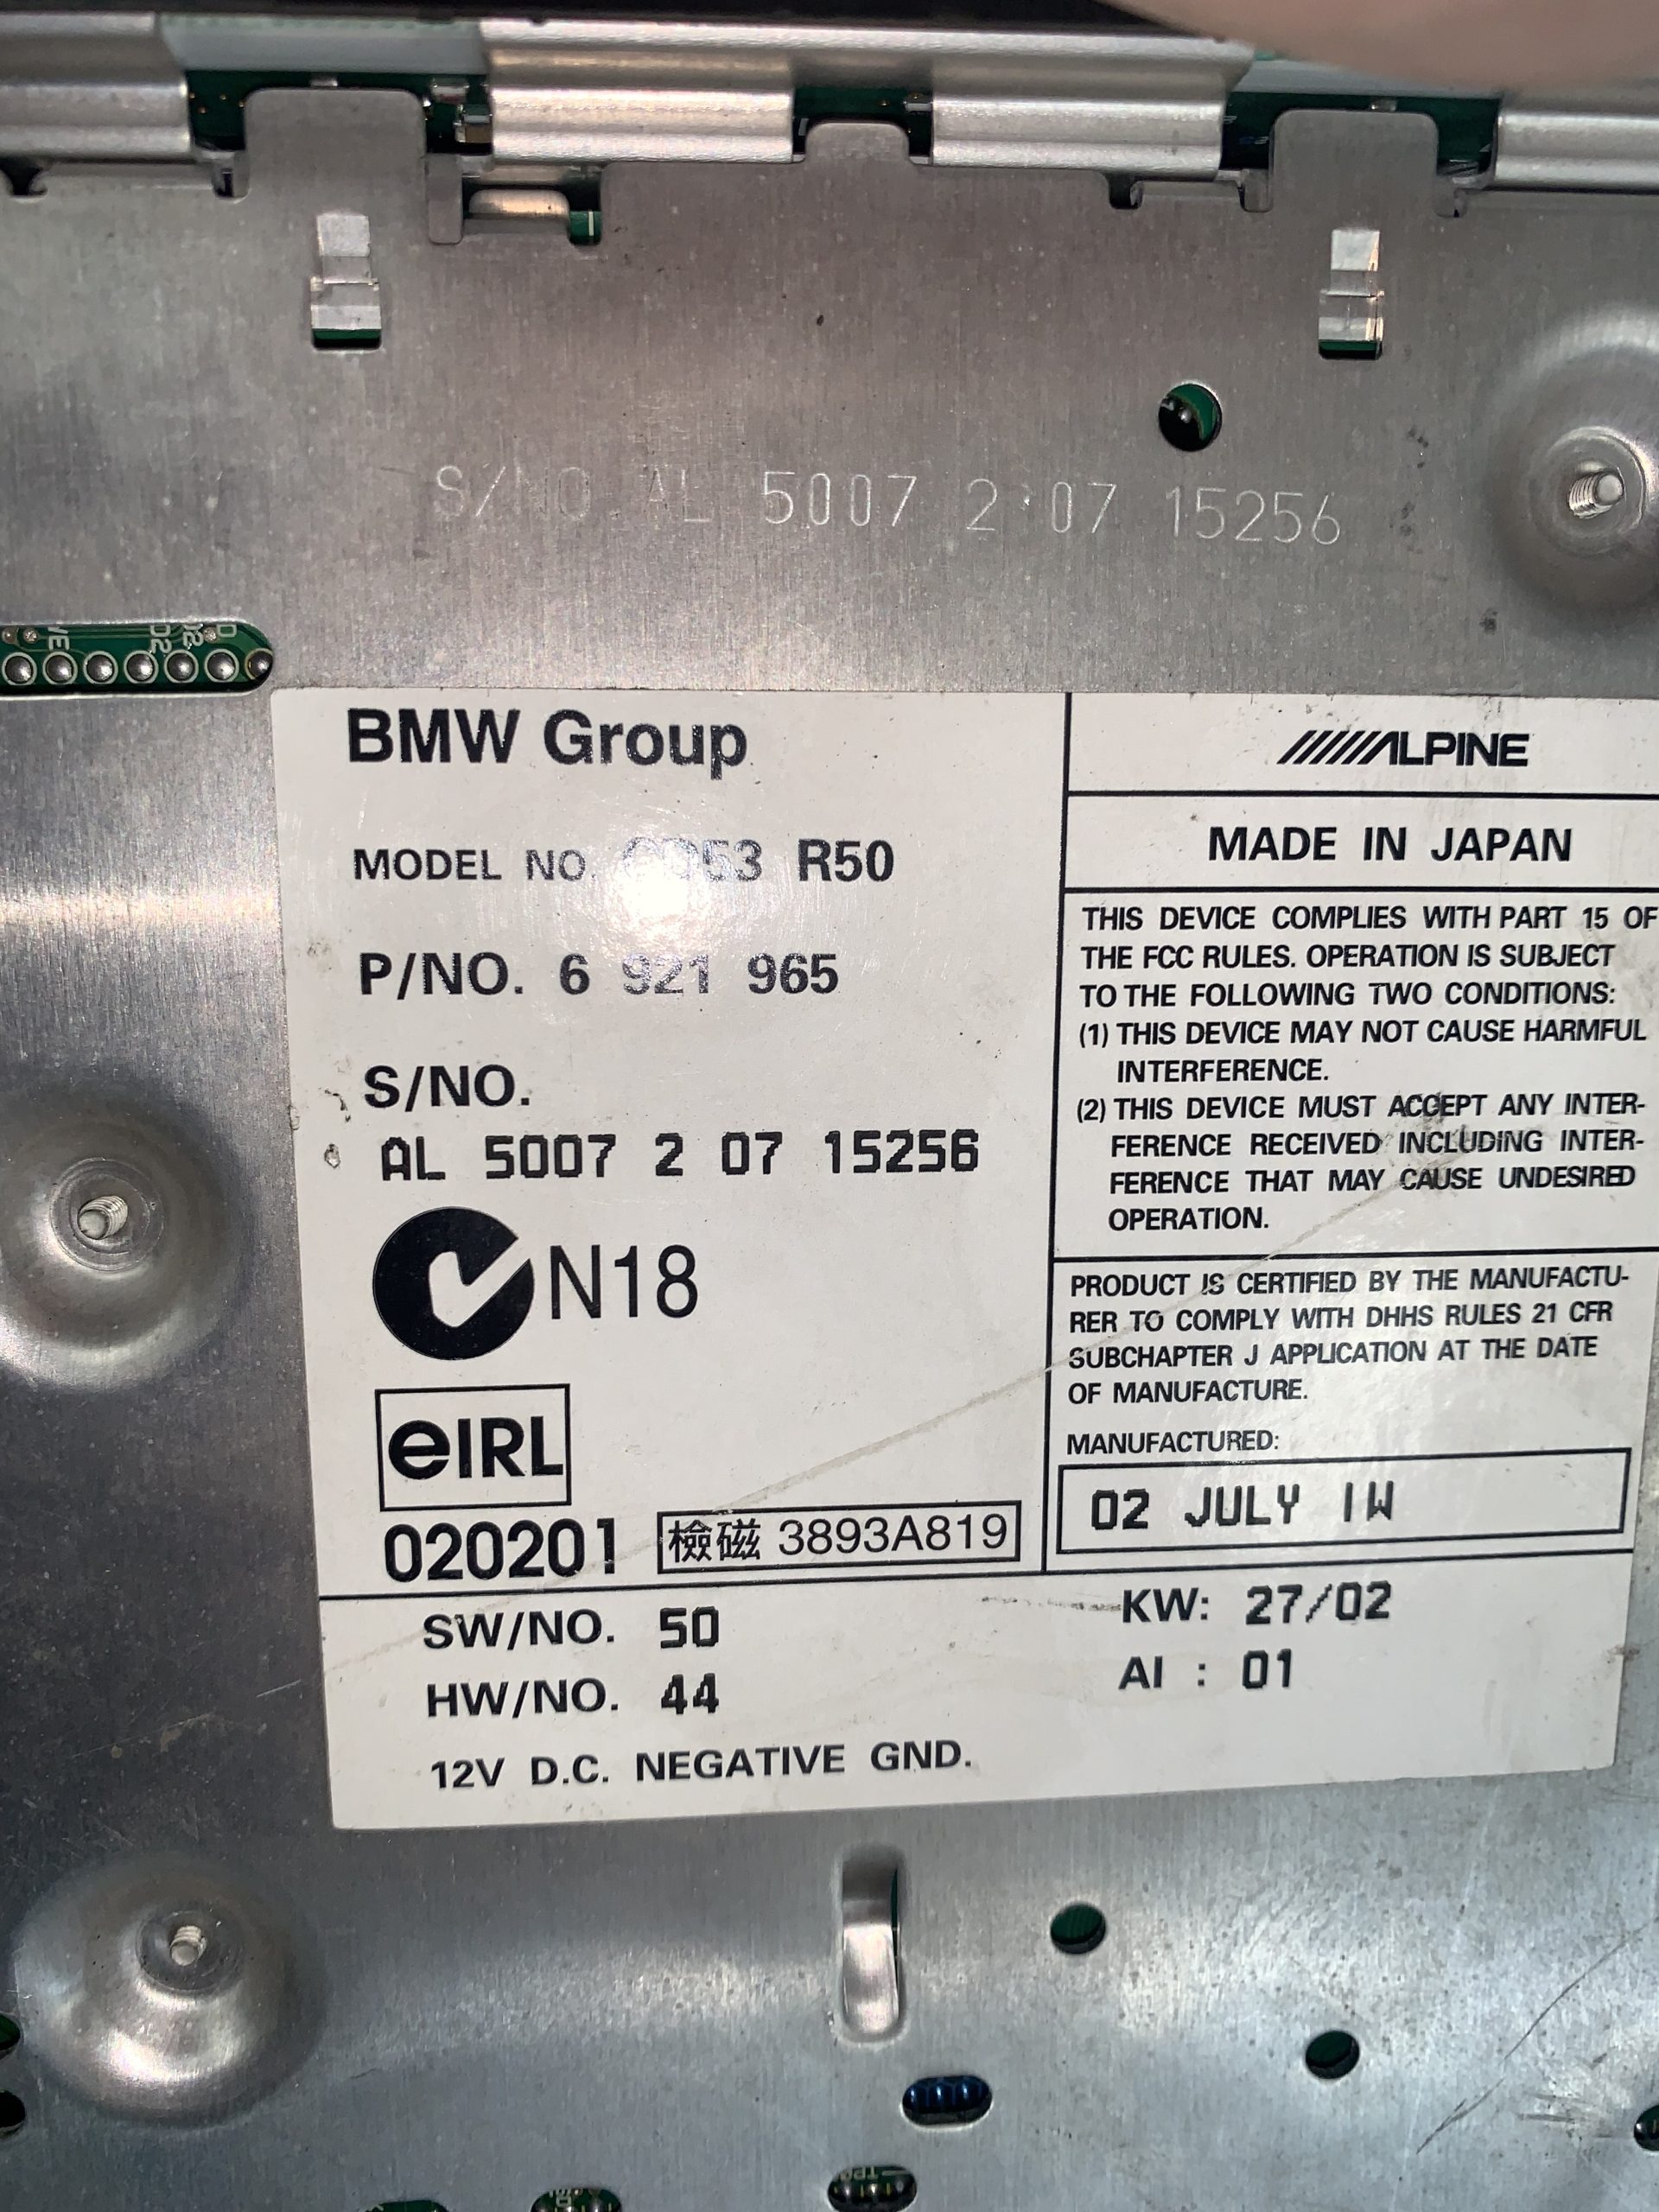 S/NO AL 5007 2 07 15256
BMW Group
MODEL NO. R50
P/NO. 6 921 965
S/NO.
AL 5007 2 07 15256
N18
eIRL
020201
檢磁 3893A819
ALPINE
MADE IN JAPAN
THIS DEVICE COMPLIES WITH PART 15 OF
THE FCC RULES. OPERATION IS SUBJECT
TO THE FOLLOWING TWO CONDITIONS:
(1) THIS DEVICE MAY NOT CAUSE HARMFUL
INTERFERENCE.
(2) THIS DEVICE MUST ACCEPT ANY INTER-
FERENCE RECEIVED INCLUDING INTER-
FERENCE THAT MAY CAUSE UNDESIRED
OPERATION.
PRODUCT IS CERTIFIED BY THE MANUFACTU-
RER TO COMPLY WITH DHHS RULES 21 CFR
SUBCHAPTER J APPLICATION AT THE DATE
OF MANUFACTURE.
MANUFACTURED:
02 JULY 1W
SW/NO. 50
HW/NO. 44
12V D.C. NEGATIVE GND.
KW: 27/02
AI : 01